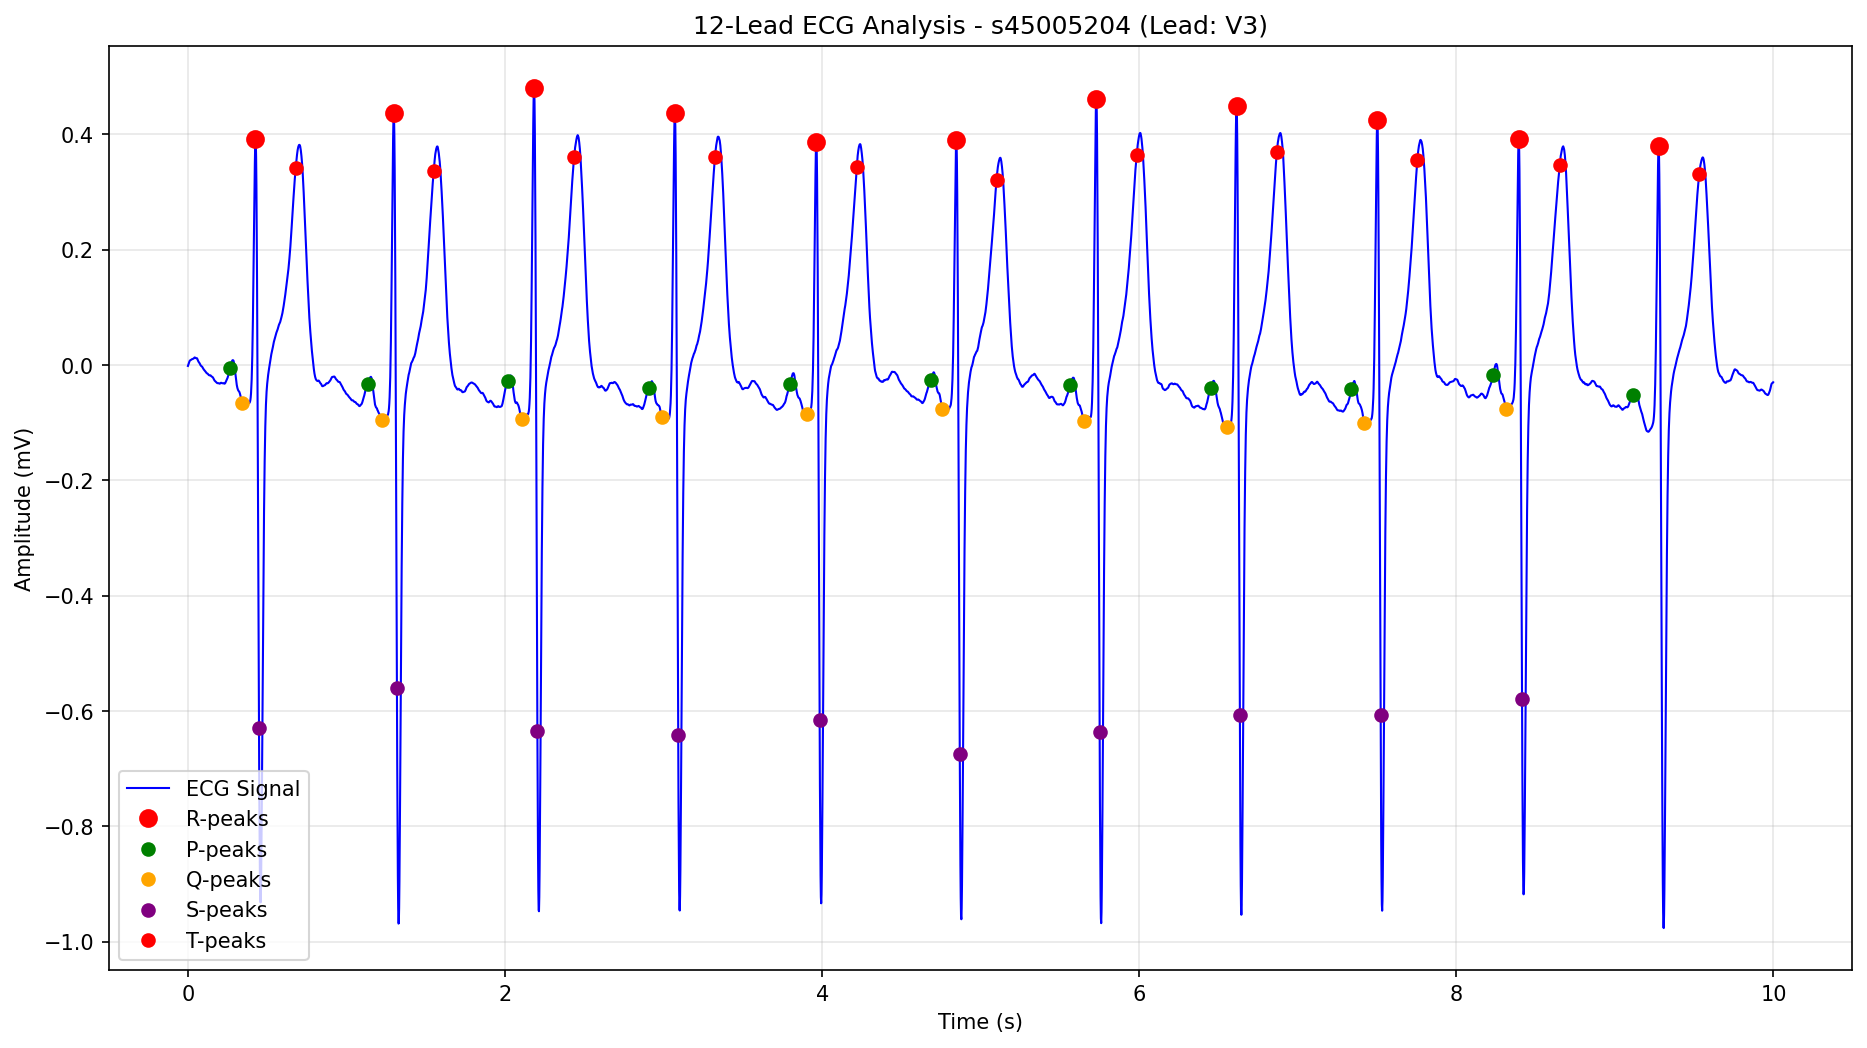 12-Lead ECG Analysis - s45005204 (Lead: V3)
Amplitude (mV)
0.4
0.2
0.0
−0.2
−0.4
−0.6
−0.8
−1.0
ECG Signal
R-peaks
P-peaks
Q-peaks
S-peaks
T-peaks
0 2 4 6 8 10
Time (s)